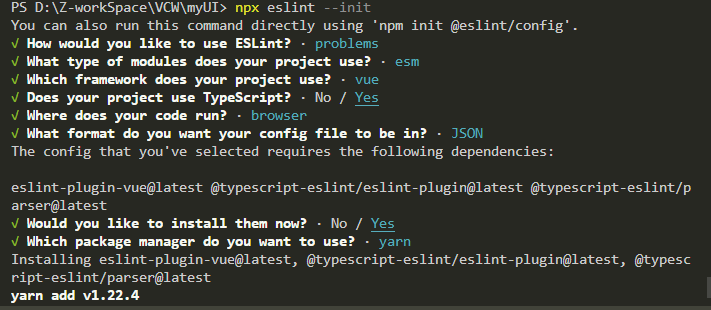 PS D:\Z-workSpace\VCW\myUI> npx eslint --init
You can also run this command directly using 'npm init @eslint/config'.
√ How would you like to use ESLint? · problems
√ What type of modules does your project use? · esm
√ Which framework does your project use? · vue
√ Does your project use TypeScript? · No / Yes
√ Where does your code run? · browser
√ What format do you want your config file to be in? · JSON
The config that you've selected requires the following dependencies:

eslint-plugin-vue@latest @typescript-eslint/eslint-plugin@latest @typescript-eslint/p
arser@latest
√ Would you like to install them now? · No / Yes
√ Which package manager do you want to use? · yarn
Installing eslint-plugin-vue@latest, @typescript-eslint/eslint-plugin@latest, @typesc
ript-eslint/parser@latest
yarn add v1.22.4